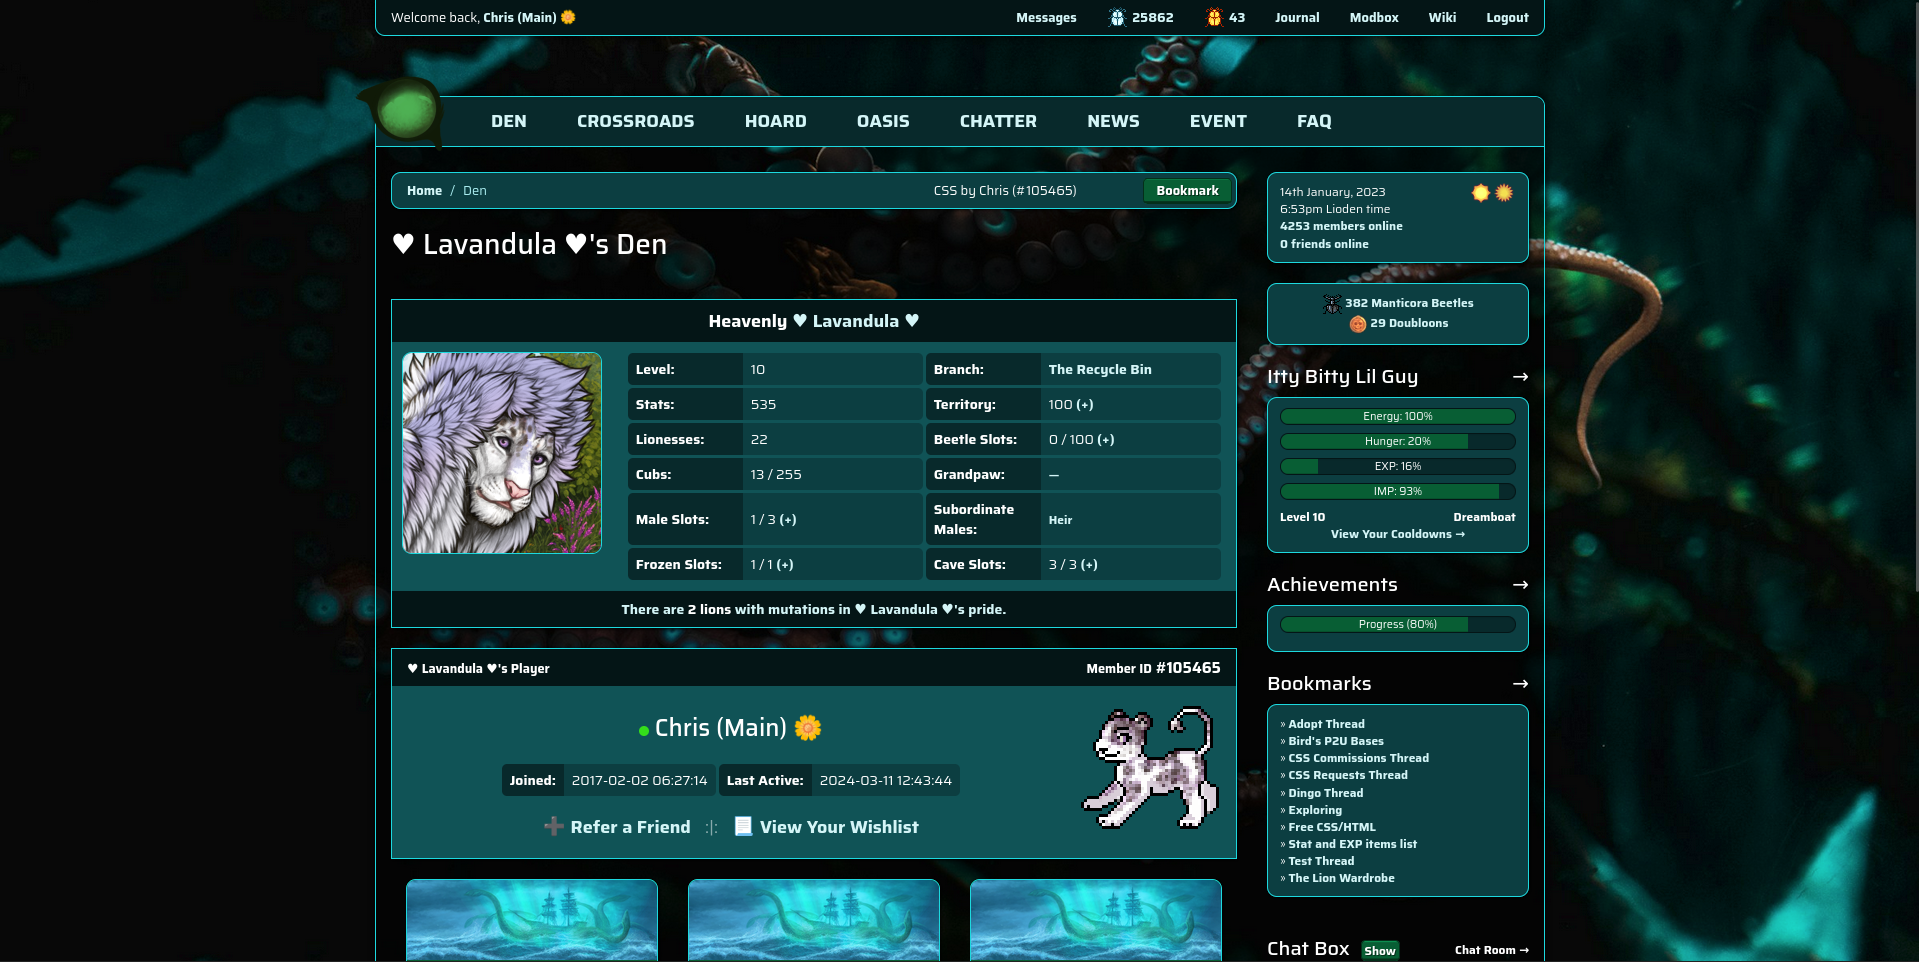 Welcome back, Chris (Main) 🌼
Messages 25862 43 Journal Modbox Wiki Logout
DEN CROSSROADS HOARD OASIS CHATTER NEWS EVENT FAQ
Home / Den CSS by Chris (#105465) Bookmark
♥ Lavandula ♥'s Den
Heavenly ♥ Lavandula ♥
Level: 10 Branch: The Recycle Bin
Stats: 535 Territory: 100 (+)
Lionesses: 22 Beetle Slots: 0 / 100 (+)
Cubs: 13 / 255 Grandpaw: —
Male Slots: 1 / 3 (+) Subordinate Males: Heir
Frozen Slots: 1 / 1 (+) Cave Slots: 3 / 3 (+)
There are 2 lions with mutations in ♥ Lavandula ♥'s pride.
♥ Lavandula ♥'s Player Member ID #105465
Chris (Main) 🌼
Joined: 2017-02-02 06:27:14 Last Active: 2024-03-11 12:43:44
➕ Refer a Friend :|: 📃 View Your Wishlist
14th January, 2023
6:53pm Lioden time
4253 members online
0 friends online
382 Manticora Beetles
29 Doubloons
Itty Bitty Lil Guy →
Energy: 100%
Hunger: 20%
EXP: 16%
IMP: 93%
Level 10 Dreamboat
View Your Cooldowns →
Achievements →
Progress (80%)
Bookmarks →
» Adopt Thread
» Bird's P2U Bases
» CSS Commissions Thread
» CSS Requests Thread
» Dingo Thread
» Exploring
» Free CSS/HTML
» Stat and EXP items list
» Test Thread
» The Lion Wardrobe
Chat Box Show Chat Room →